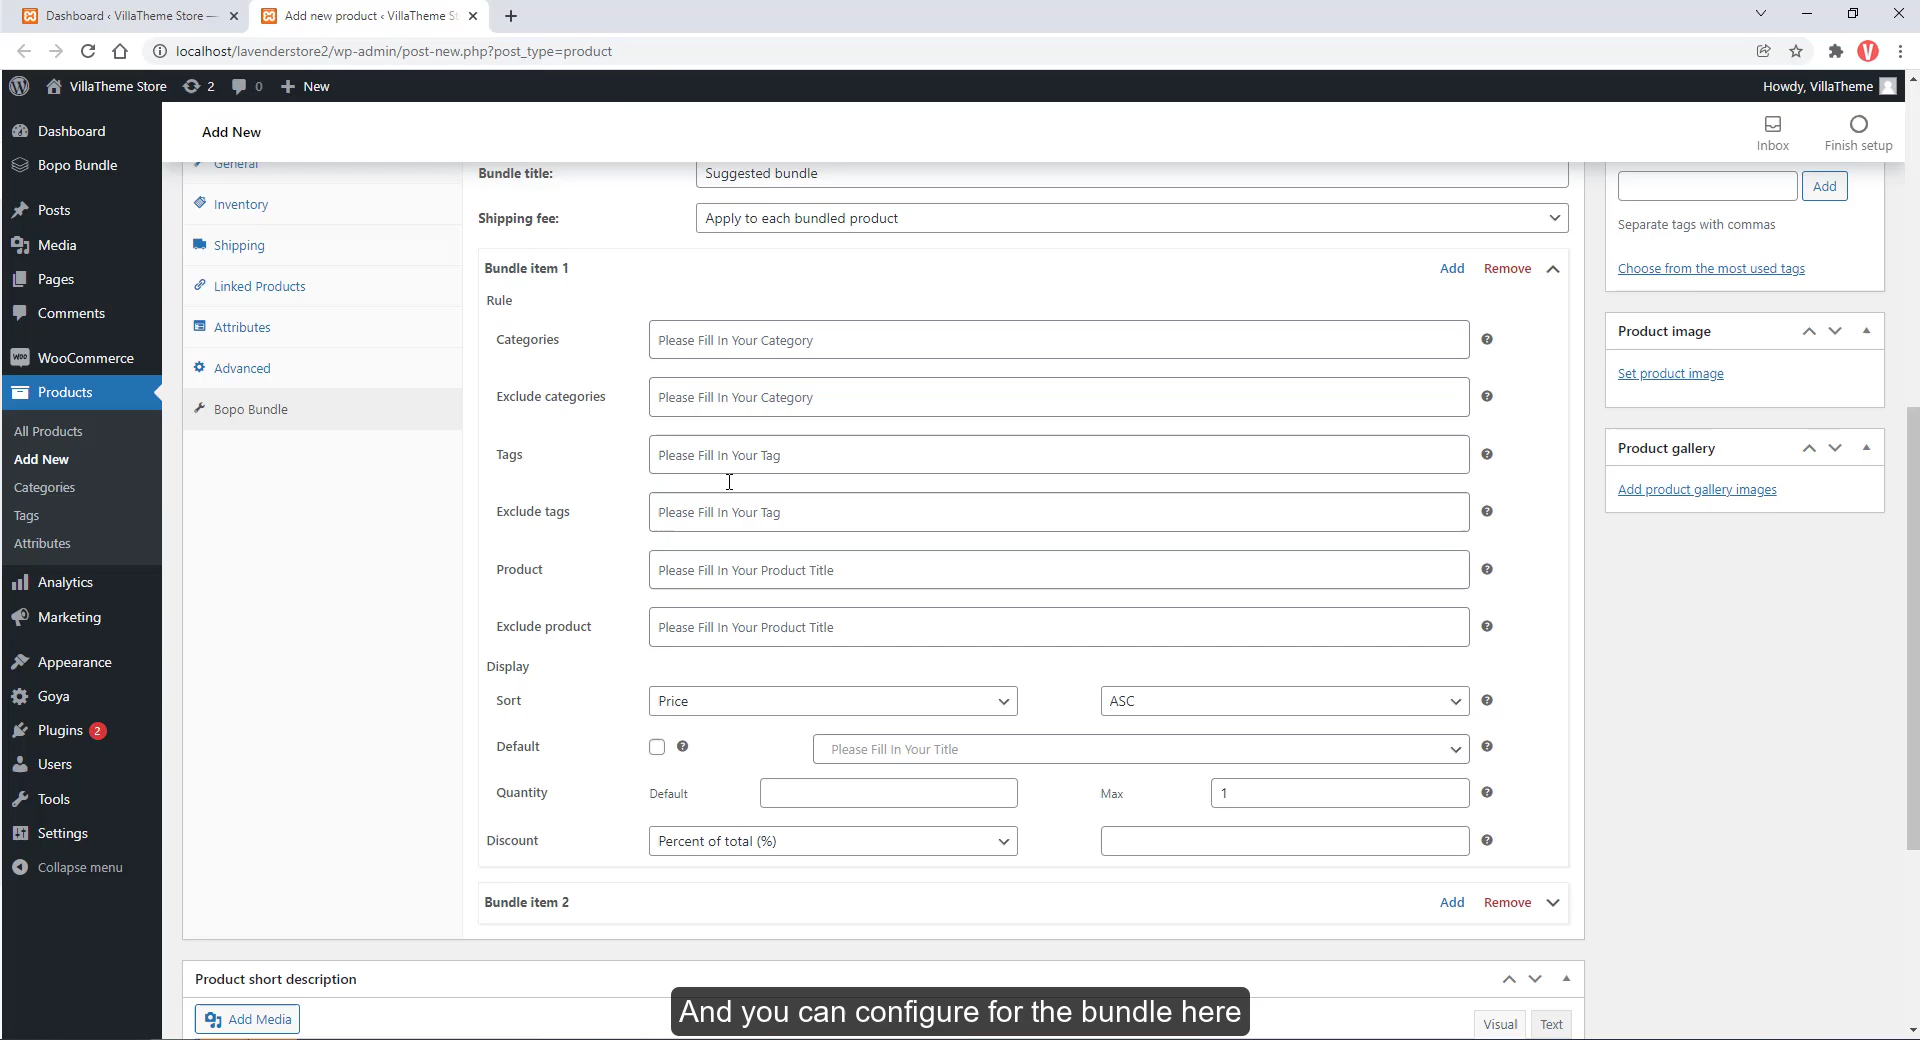 Dashboard ‹ VillaTheme Store —
Add new product ‹ VillaTheme St
localhost/lavenderstore2/wp-admin/post-new.php?post_type=product
VillaTheme Store
2
0
New
Howdy, VillaTheme
Dashboard
Bopo Bundle
Posts
Media
Pages
Comments
WooCommerce
Products
All Products
Add New
Categories
Tags
Attributes
Analytics
Marketing
Appearance
Goya
Plugins 2
Users
Tools
Settings
Collapse menu
Add New
Inbox
Finish setup
General
Inventory
Shipping
Linked Products
Attributes
Advanced
Bopo Bundle
Bundle title:
Suggested bundle
Shipping fee:
Apply to each bundled product
Bundle item 1
Add
Remove
Rule
Categories
Please Fill In Your Category
Exclude categories
Please Fill In Your Category
Tags
Please Fill In Your Tag
Exclude tags
Please Fill In Your Tag
Product
Please Fill In Your Product Title
Exclude product
Please Fill In Your Product Title
Display
Sort
Price
ASC
Default
Please Fill In Your Title
Quantity
Default
Max
1
Discount
Percent of total (%)
Bundle item 2
Add
Remove
Add
Separate tags with commas
Choose from the most used tags
Product image
Set product image
Product gallery
Add product gallery images
Product short description
Add Media
Visual
Text
And you can configure for the bundle here